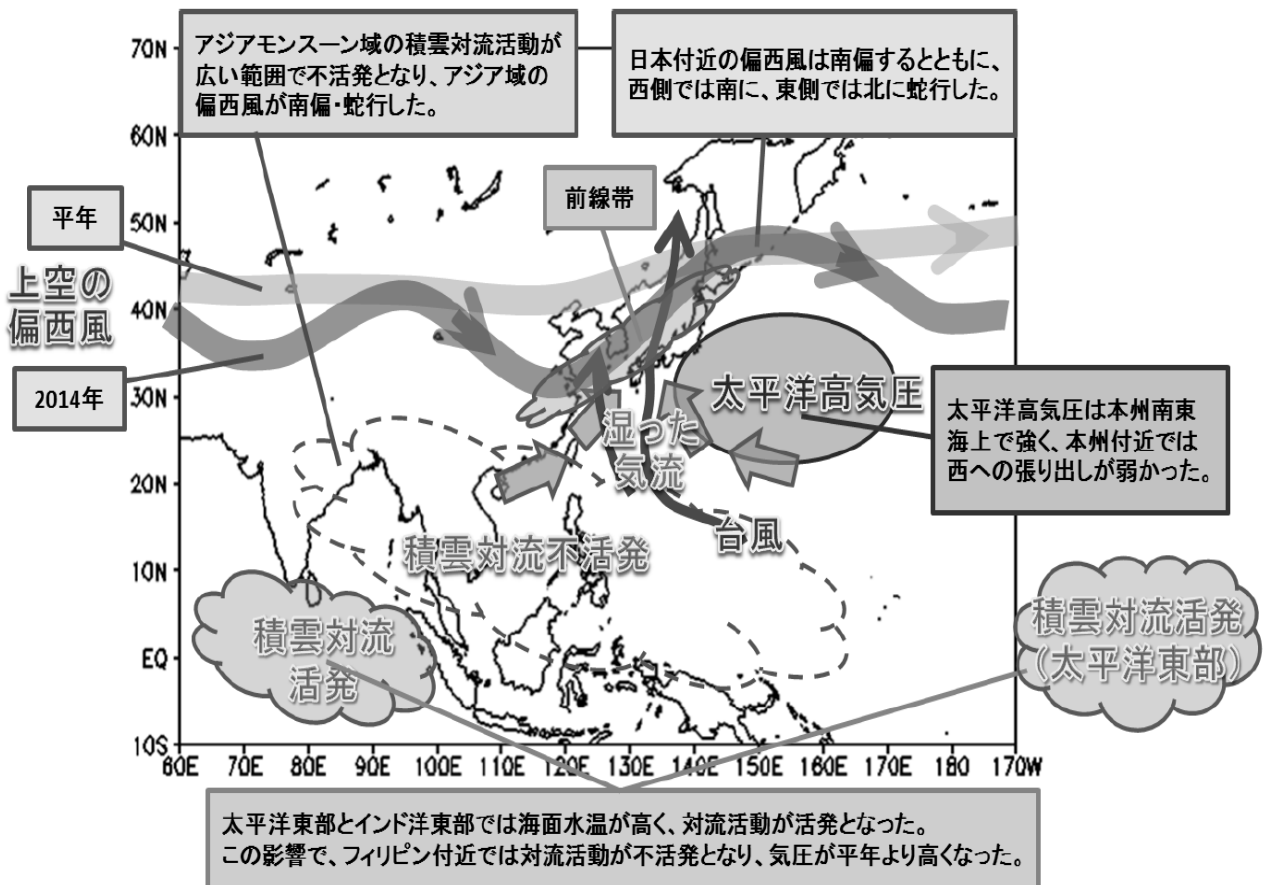 アジアモンスーン域の積雲対流活動が
広い範囲で不活発となり、アジア域の
偏西風が南偏・蛇行した。
日本付近の偏西風は南偏するとともに、
西側では南に、東側では北に蛇行した。
前線帯
平年
上空の
偏西風
2014年
太平洋高気圧
太平洋高気圧は本州南東
海上で強く、本州付近では
西への張り出しが弱かった。
湿った
気流
台風
積雲対流不活発
積雲対流
活発
積雲対流活発
(太平洋東部)
70N
60N
50N
40N
30N
20N
10N
EQ
10S
60E 70E 80E 90E 100E 110E 120E 130E 140E 150E 160E 170E 180 170W
太平洋東部とインド洋東部では海面水温が高く、対流活動が活発となった。
この影響で、フィリピン付近では対流活動が不活発となり、気圧が平年より高くなった。